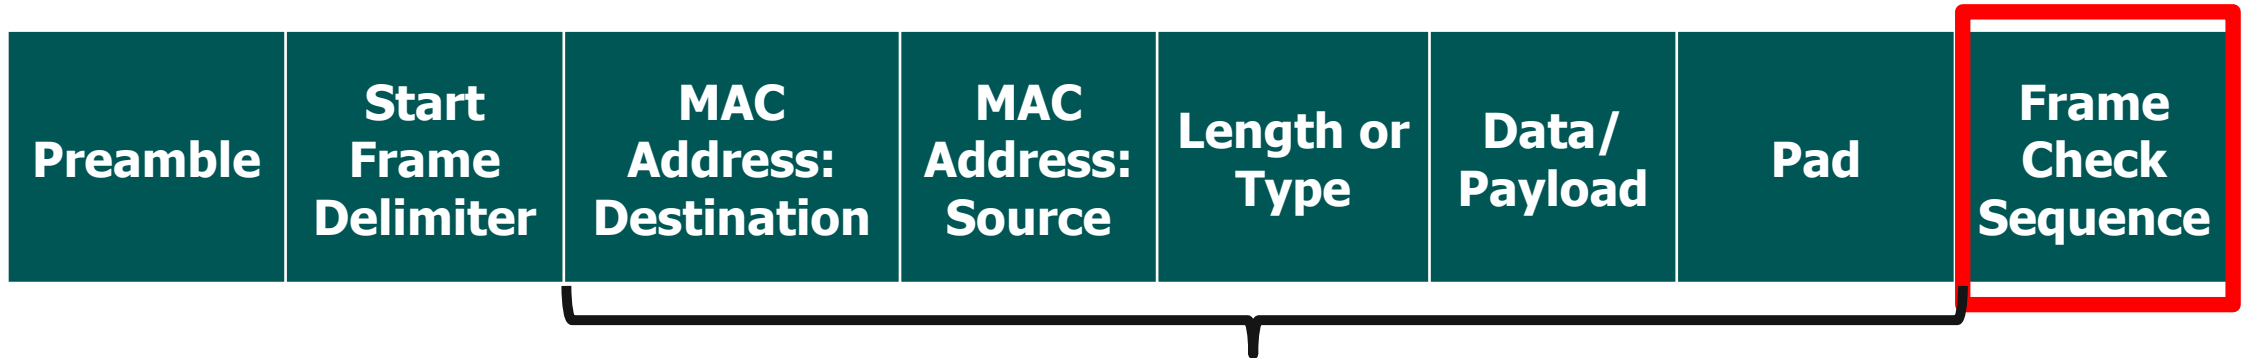 Preamble
Start
Frame
Delimiter
MAC
Address:
Destination
MAC
Address:
Source
Length or
Type
Data/
Payload
Pad
Frame
Check
Sequence